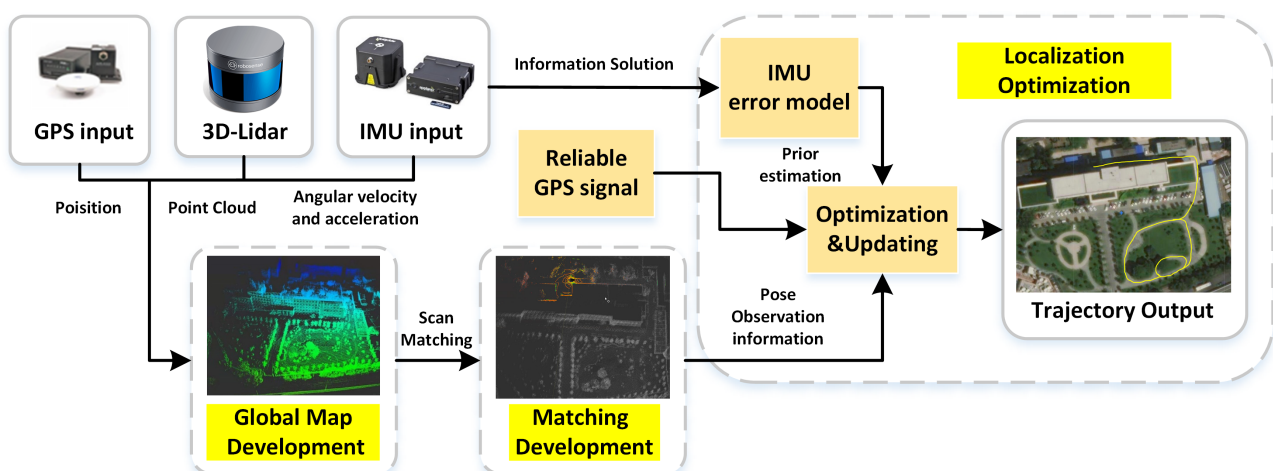 GPS input
3D-Lidar
IMU input
Information Solution
IMU
error model
Localization
Optimization
Poisition
Point Cloud
Angular velocity
and acceleration
Reliable
GPS signal
Prior
estimation
Optimization
&Updating
Trajectory Output
Scan
Matching
Pose
Observation
information
Global Map
Development
Matching
Development